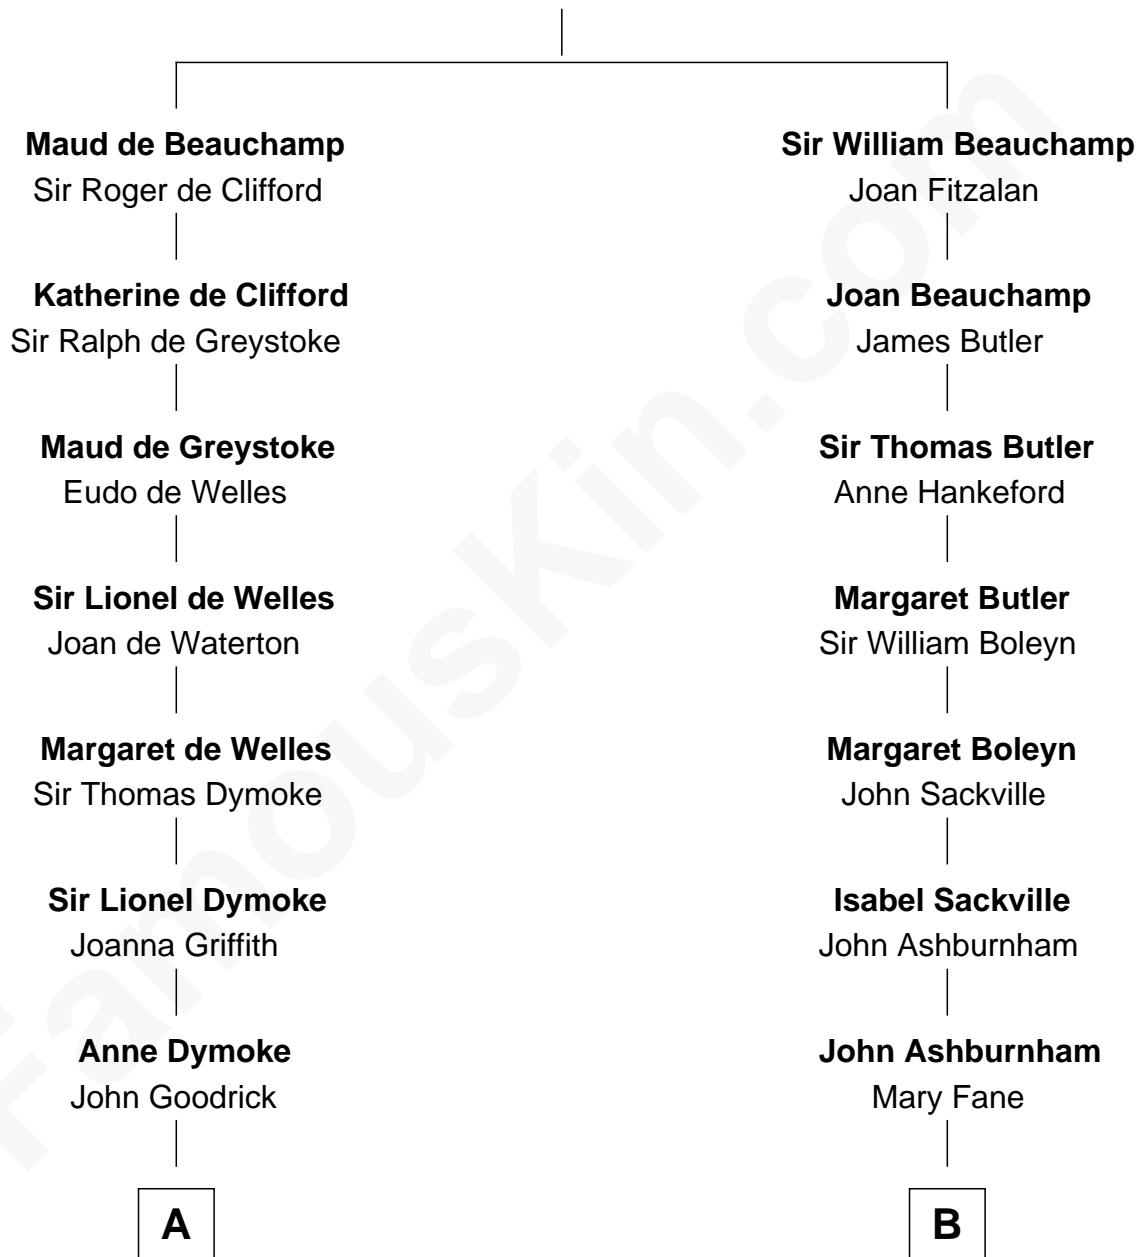 Maud de Beauchamp
Sir Roger de Clifford
Katherine de Clifford
Sir Ralph de Greystoke
Maud de Greystoke
Eudo de Welles
Sir Lionel de Welles
Joan de Waterton
Margaret de Welles
Sir Thomas Dymoke
Sir Lionel Dymoke
Joanna Griffith
Anne Dymoke
John Goodrick
A
Sir William Beauchamp
Joan Fitzalan
Joan Beauchamp
James Butler
Sir Thomas Butler
Anne Hankeford
Margaret Butler
Sir William Boleyn
Margaret Boleyn
John Sackville
Isabel Sackville
John Ashburnham
John Ashburnham
Mary Fane
B
FamousKin.com